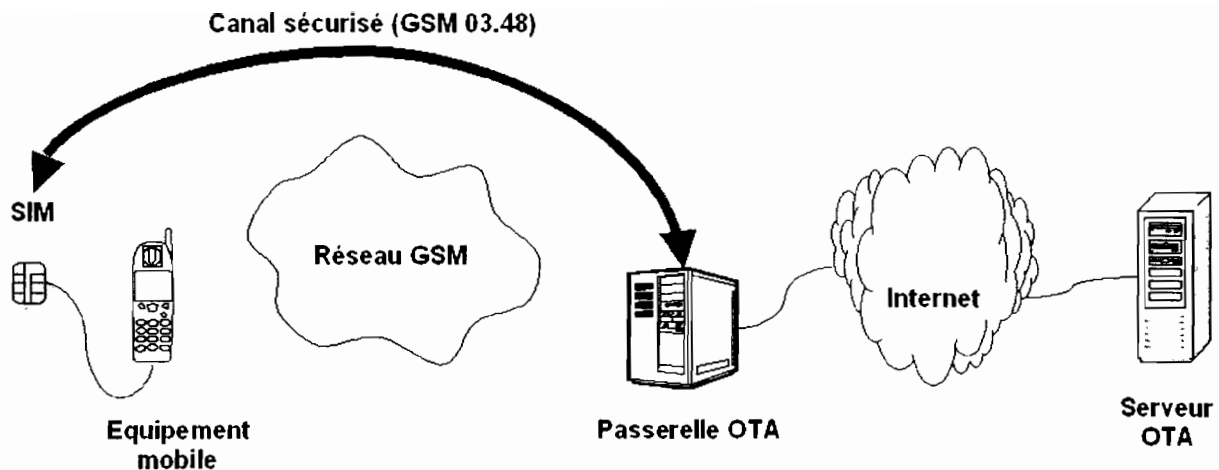 Canal sécurisé (GSM 03.48)
SIM
Réseau GSM
Internet
Equipement
mobile
Passerelle OTA
Serveur
OTA